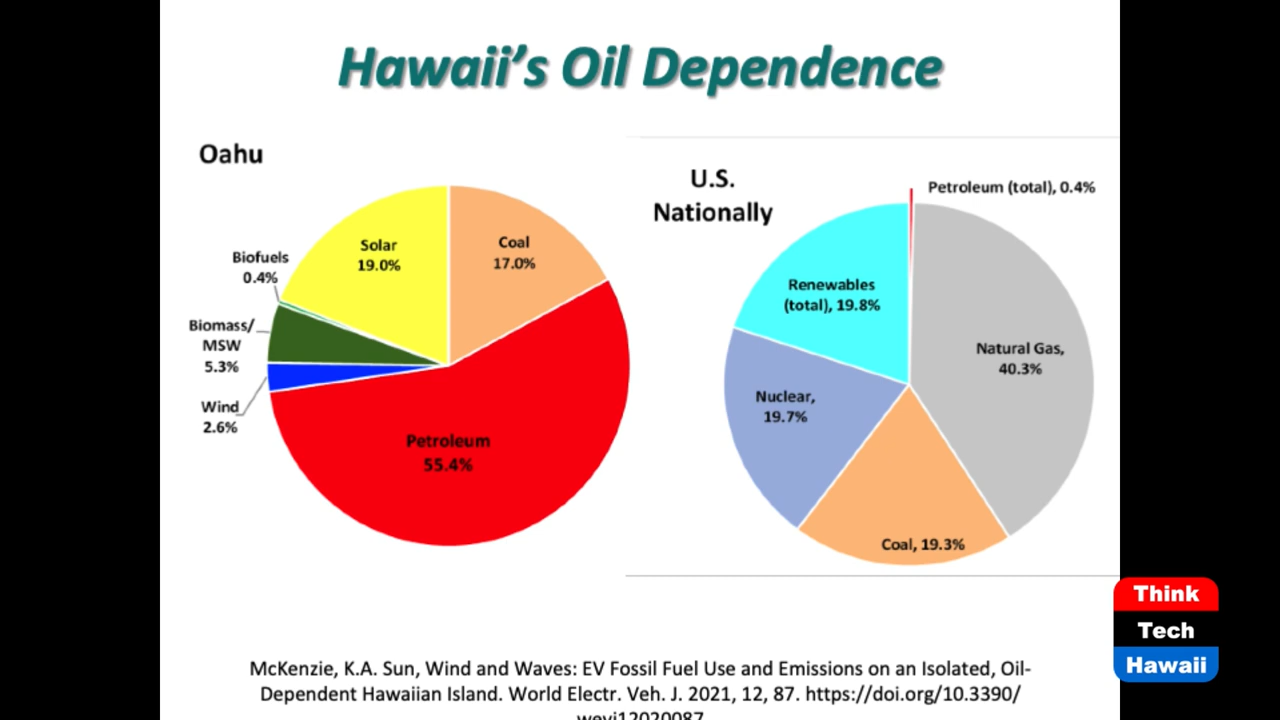 Hawaii's Oil Dependence
Oahu
Solar
19.0%
Coal
17.0%
Biofuels
0.4%
Biomass/
MSW
5.3%
Wind
2.6%
Petroleum
55.4%
U.S.
Nationally
Petroleum (total), 0.4%
Renewables
(total), 19.8%
Natural Gas,
40.3%
Nuclear,
19.7%
Coal, 19.3%
Think
Tech
Hawaii
McKenzie, K.A. Sun, Wind and Waves: EV Fossil Fuel Use and Emissions on an Isolated, Oil-
Dependent Hawaiian Island. World Electr. Veh. J. 2021, 12, 87. https://doi.org/10.3390/
wevj12020087